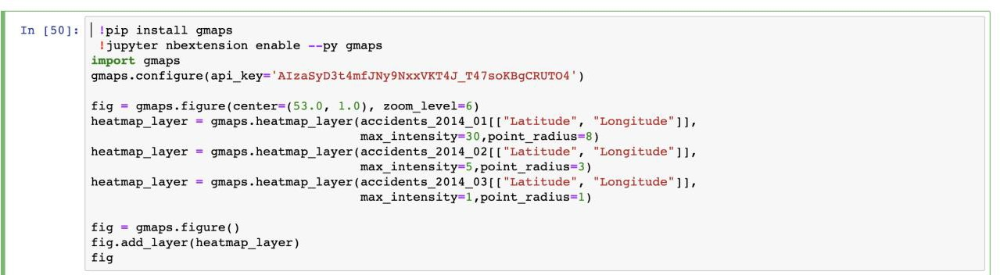 In [50]:
!pip install gmaps
!jupyter nbextension enable --py gmaps
import gmaps
gmaps.configure(api_key='AIzaSyD3t4mfJNy9NxxVKT4J_T47soKBgCRUTO4')
fig = gmaps.figure(center=(53.0, 1.0), zoom_level=6)
heatmap_layer = gmaps.heatmap_layer(accidents_2014_01[["Latitude", "Longitude"]],
max_intensity=30,point_radius=8)
heatmap_layer = gmaps.heatmap_layer(accidents_2014_02[["Latitude", "Longitude"]],
max_intensity=5,point_radius=3)
heatmap_layer = gmaps.heatmap_layer(accidents_2014_03[["Latitude", "Longitude"]],
max_intensity=1,point_radius=1)
fig = gmaps.figure()
fig.add_layer(heatmap_layer)
fig